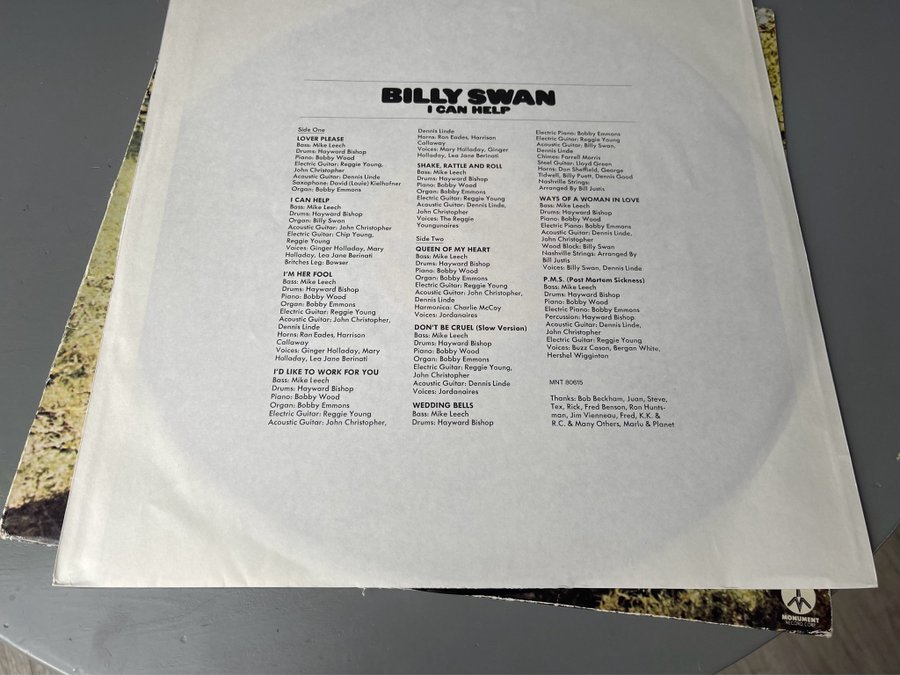 BILLY SWAN
I CAN HELP
Side One
LOVER PLEASE
Bass: Mike Leech
Drums: Hayward Bishop
Piano: Bobby Wood
Electric Guitar: Reggie Young,
John Christopher
Acoustic Guitar: Dennis Linde
Saxophone: David (Louie) Kielhofner
Organ: Bobby Emmons
I CAN HELP
Bass: Mike Leech
Drums: Hayward Bishop
Organ: Billy Swan
Acoustic Guitar: John Christopher
Electric Guitar: Chip Young,
Reggie Young
Voices: Ginger Holladay, Mary
Holladay, Lea Jane Berinati
Britches Leg: Bowser
I'M HER FOOL
Bass: Mike Leech
Drums: Hayward Bishop
Piano: Bobby Wood
Organ: Bobby Emmons
Electric Guitar: Reggie Young
Acoustic Guitar: John Christopher,
Dennis Linde
Horns: Ron Eades, Harrison
Callaway
Voices: Ginger Holladay, Mary
Holladay, Lea Jane Berinati
I'D LIKE TO WORK FOR YOU
Bass: Mike Leech
Drums: Hayward Bishop
Piano: Bobby Wood
Organ: Bobby Emmons
Electric Guitar: Reggie Young
Acoustic Guitar: John Christopher,
Dennis Linde
Horns: Ron Eades, Harrison
Callaway
Voices: Mary Holladay, Ginger
Holladay, Lea Jane Berinati
SHAKE, RATTLE AND ROLL
Bass: Mike Leech
Drums: Hayward Bishop
Piano: Bobby Wood
Organ: Bobby Emmons
Electric Guitar: Reggie Young
Acoustic Guitar: Dennis Linde,
John Christopher
Voices: The Reggie
Youngunaires
Side Two
QUEEN OF MY HEART
Bass: Mike Leech
Drums: Hayward Bishop
Piano: Bobby Wood
Organ: Bobby Emmons
Electric Guitar: Reggie Young
Acoustic Guitar: John Christopher,
Dennis Linde
Harmonica: Charlie McCoy
Voices: Jordanaires
DON'T BE CRUEL (Slow Version)
Bass: Mike Leech
Drums: Hayward Bishop
Piano: Bobby Wood
Organ: Bobby Emmons
Electric Guitar: Reggie Young,
John Christopher
Acoustic Guitar: Dennis Linde
Voices: Jordanaires
WEDDING BELLS
Bass: Mike Leech
Drums: Hayward Bishop
Electric Piano: Bobby Emmons
Electric Guitar: Reggie Young
Acoustic Guitar: Billy Swan,
Dennis Linde
Chimes: Farrell Morris
Steel Guitar: Lloyd Green
Horns: Don Sheffield, George
Tidwell, Billy Puett, Dennis Good
Nashville Strings:
Arranged By Bill Justis
WAYS OF A WOMAN IN LOVE
Bass: Mike Leech
Drums: Hayward Bishop
Piano: Bobby Wood
Electric Piano: Bobby Emmons
Acoustic Guitar: Dennis Linde,
John Christopher
Wood Block: Billy Swan
Nashville Strings: Arranged By
Bill Justis
Voices: Billy Swan, Dennis Linde
P.M.S. (Post Mortem Sickness)
Bass: Mike Leech
Drums: Hayward Bishop
Piano: Bobby Wood
Electric Piano: Bobby Emmons
Percussion: Hayward Bishop
Acoustic Guitar: Dennis Linde,
John Christopher
Electric Guitar: Reggie Young
Voices: Buzz Cason, Bergan White,
Hershel Wigginton
MNT 80615
Thanks: Bob Beckham, Juan, Steve,
Tex, Rick, Fred Benson, Ron Hunts-
man, Jim Vienneau, Fred, K.K. &
R.C. & Many Others, Marlu & Planet
MONUMENT
RECORD CORP.